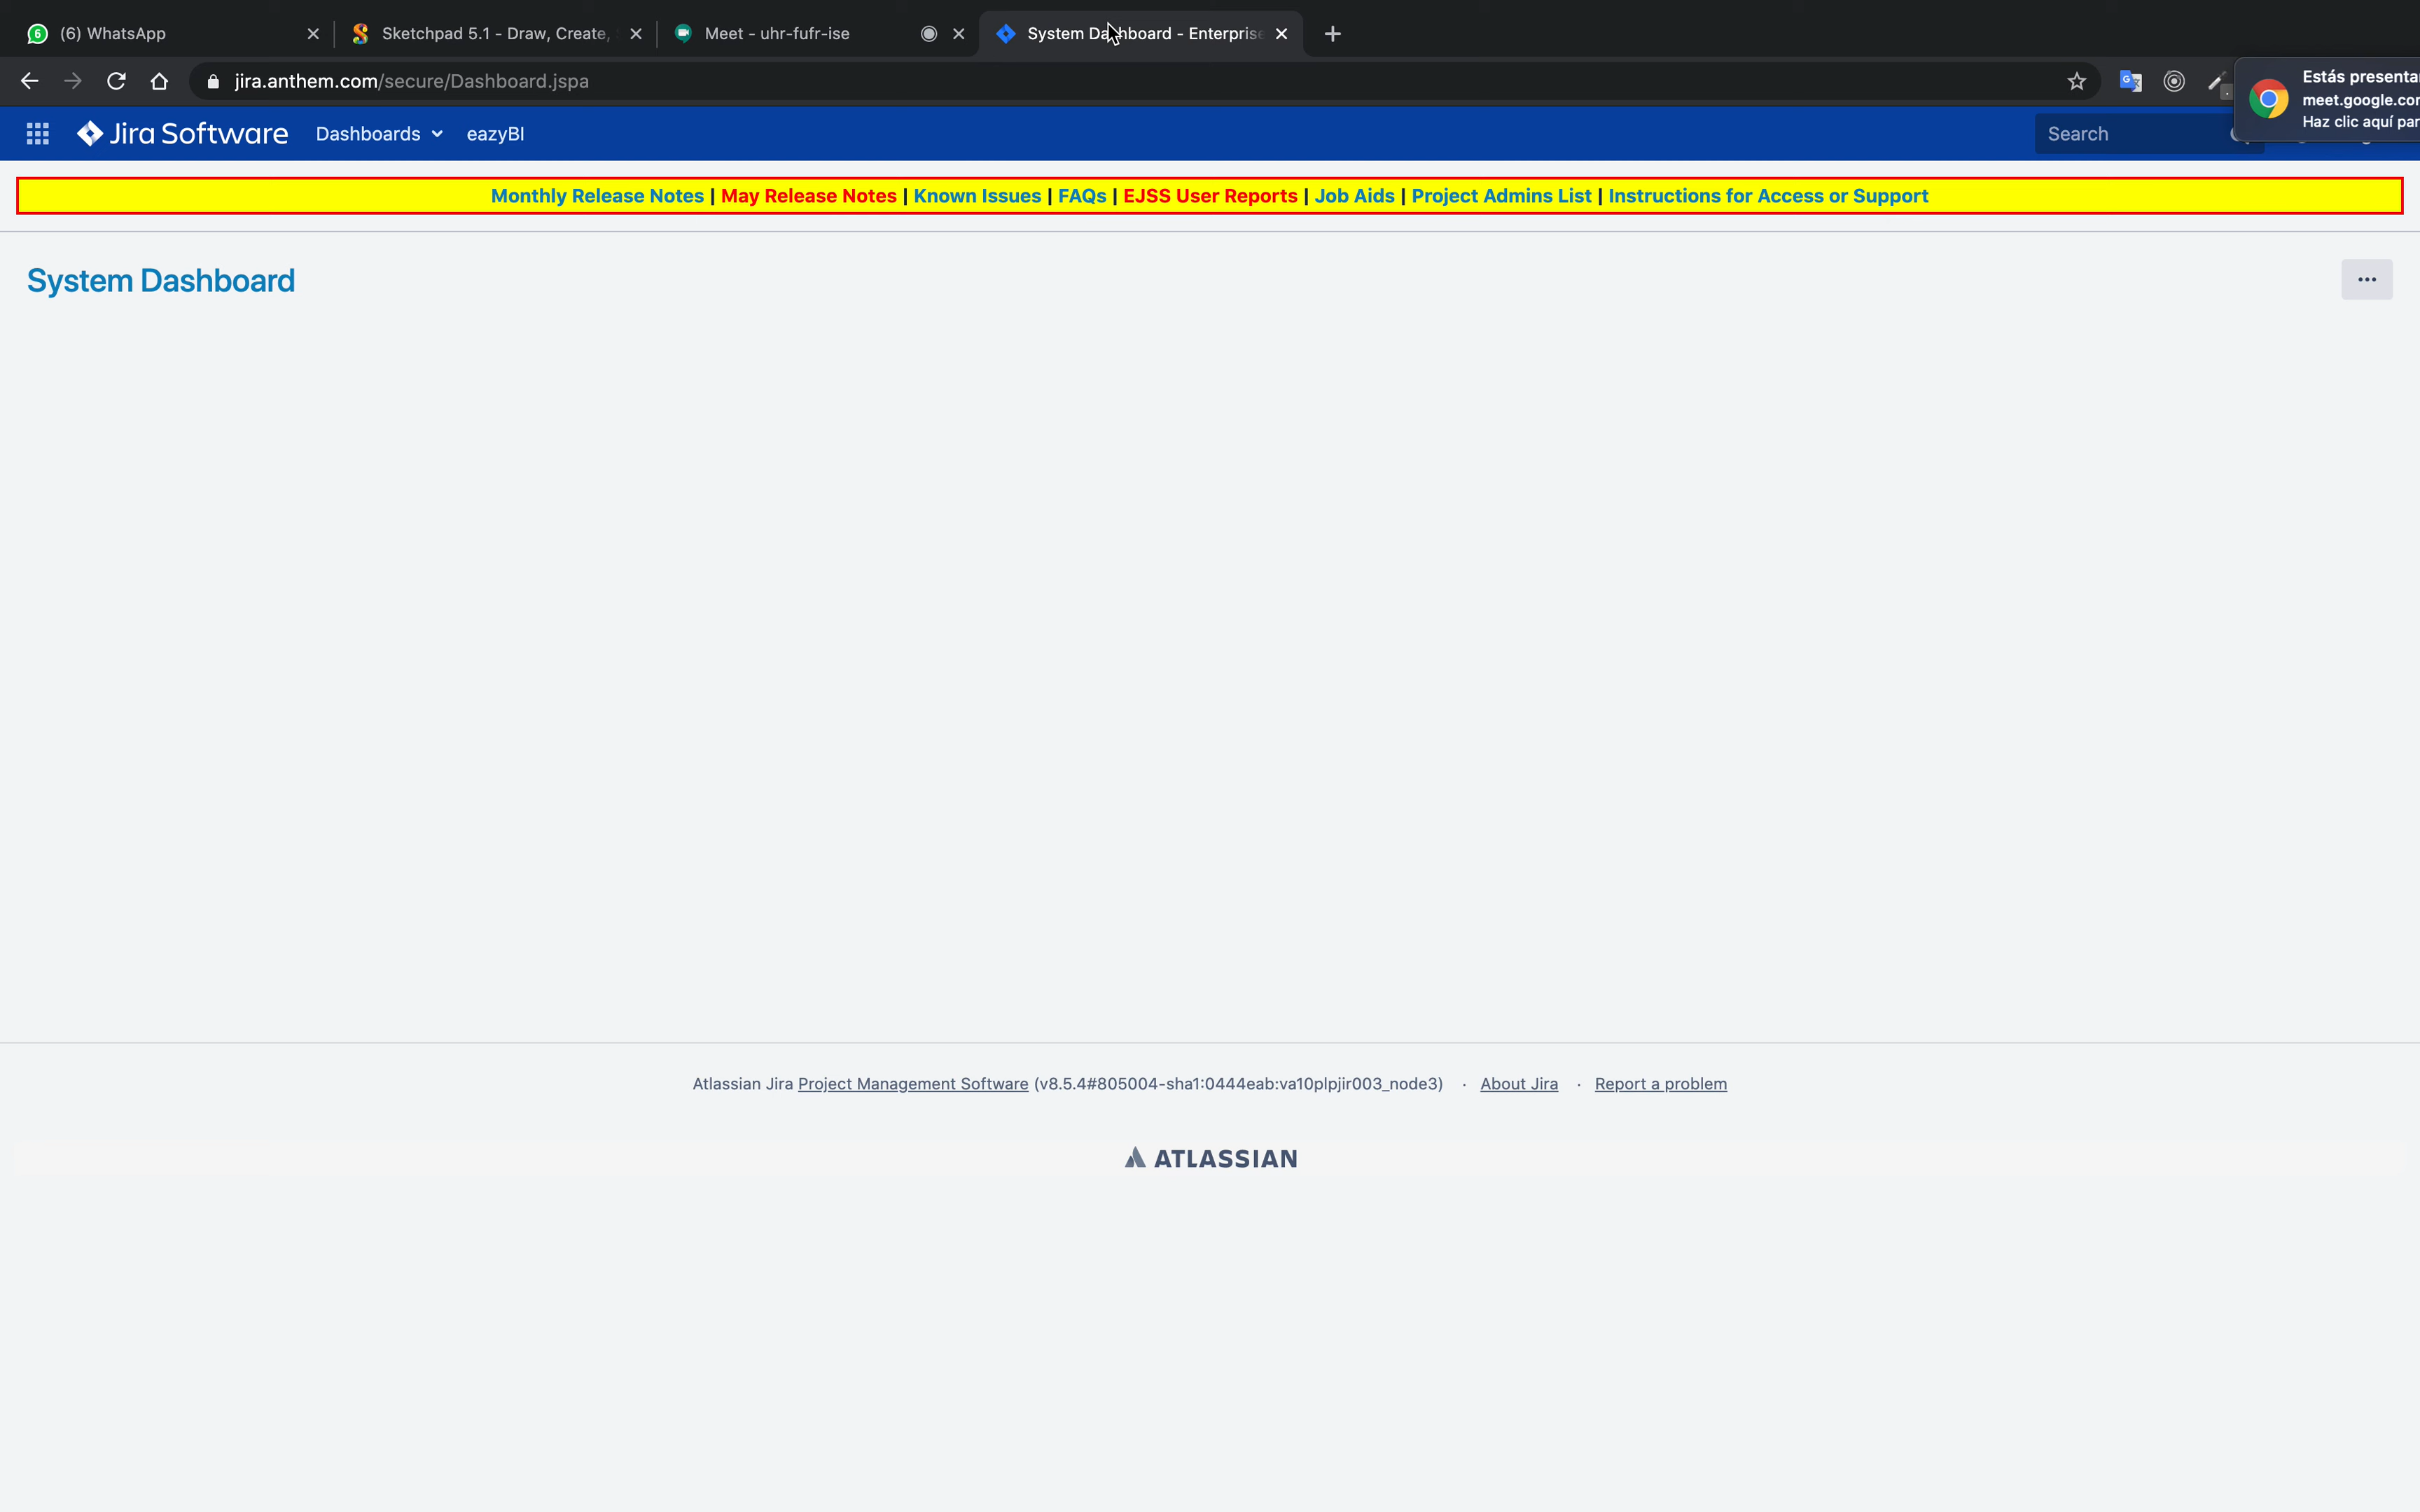 (6) WhatsApp
Sketchpad 5.1 - Draw, Create,
Meet - uhr-fufr-ise
System Dashboard - Enterprise
jira.anthem.com/secure/Dashboard.jspa
Estás presenta
meet.google.co
Haz clic aquí par
Jira Software
Dashboards
eazyBI
Search
Monthly Release Notes | May Release Notes | Known Issues | FAQs | EJSS User Reports | Job Aids | Project Admins List | Instructions for Access or Support
System Dashboard
Atlassian Jira Project Management Software (v8.5.4#805004-sha1:0444eab:va10plpjir003_node3) · About Jira · Report a problem
ATLASSIAN